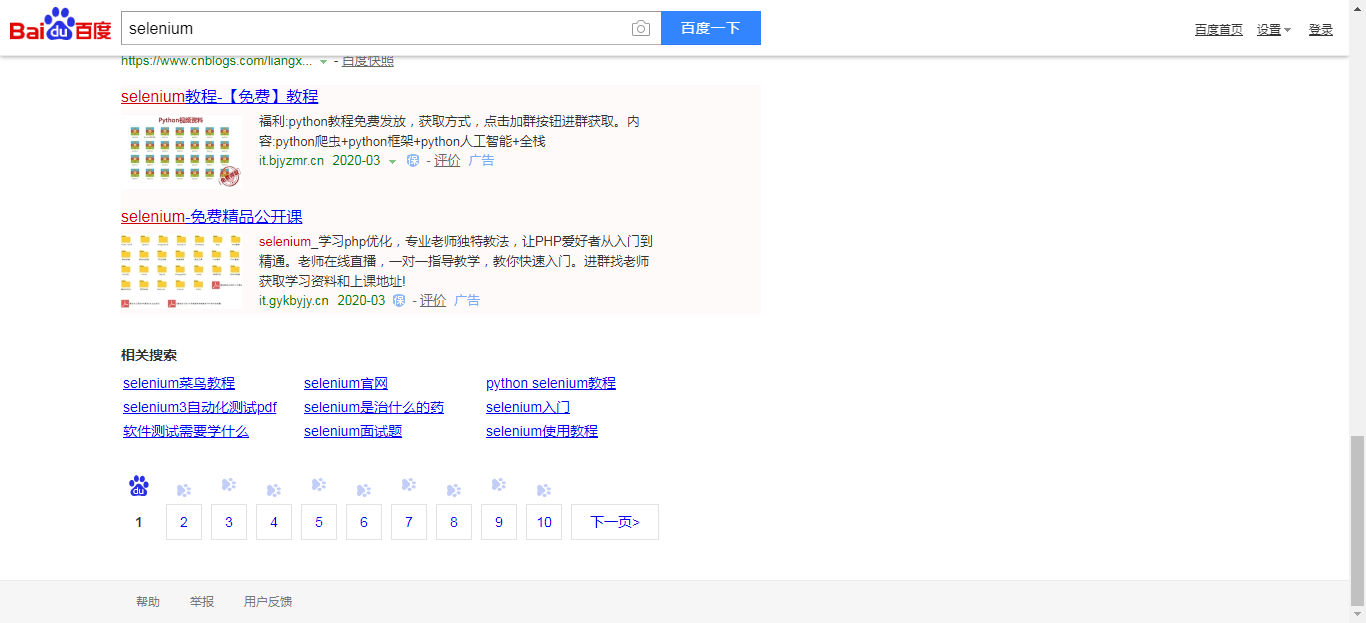 Bai du 百度
selenium
百度一下
百度首页 设置 登录
https://www.cnblogs.com/liangx... - 百度快照
selenium教程-【免费】教程
Python视频资料
福利:python教程免费发放，获取方式，点击加群按钮进群获取。内
容:python爬虫+python框架+python人工智能+全栈
it.bjyzmr.cn 2020-03 保 - 评价 广告
selenium-免费精品公开课
selenium_学习php优化，专业老师独特教法，让PHP爱好者从入门到
精通。老师在线直播，一对一指导教学，教你快速入门。进群找老师
获取学习资料和上课地址!
it.gykbyjy.cn 2020-03 保 - 评价 广告
相关搜索
selenium菜鸟教程 selenium官网 python selenium教程
selenium3自动化测试pdf selenium是治什么的药 selenium入门
软件测试需要学什么 selenium面试题 selenium使用教程
du
1 2 3 4 5 6 7 8 9 10 下一页>
帮助 举报 用户反馈